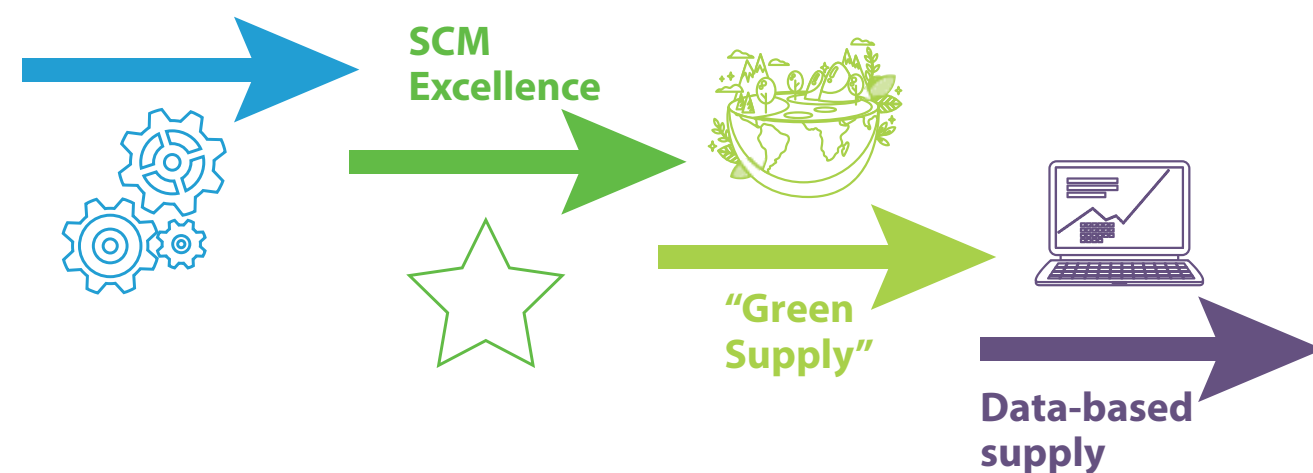 SCM
Excellence
“Green
Supply”
Data-based
supply